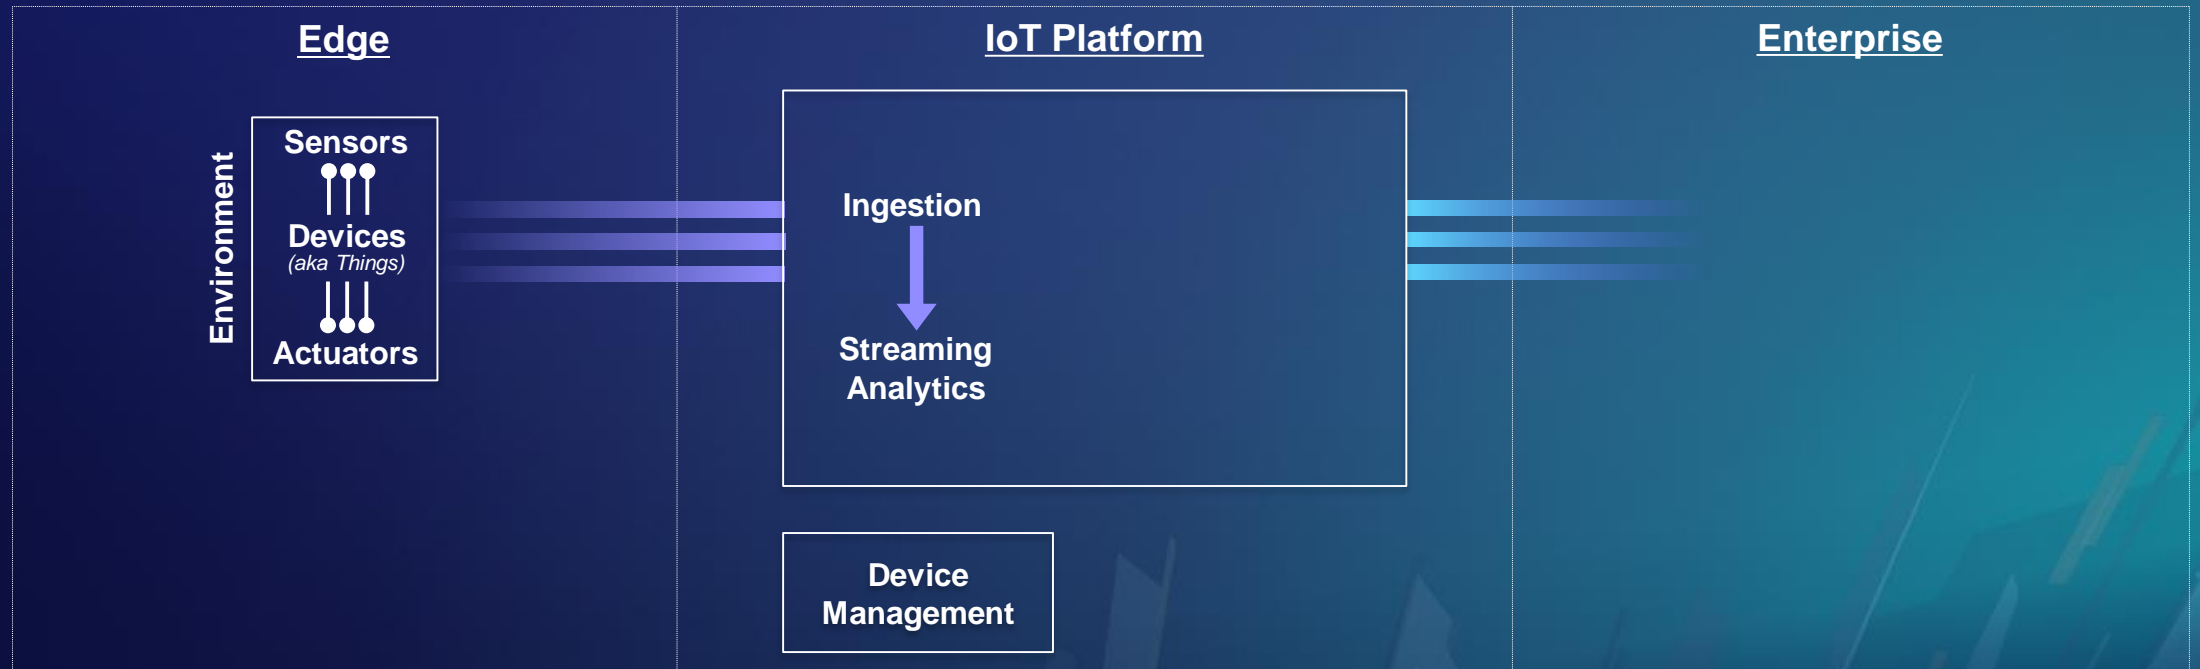 Edge
IoT Platform
Enterprise
Environment
Sensors
Devices
(aka Things)
Actuators
Ingestion
Streaming
Analytics
Device
Management